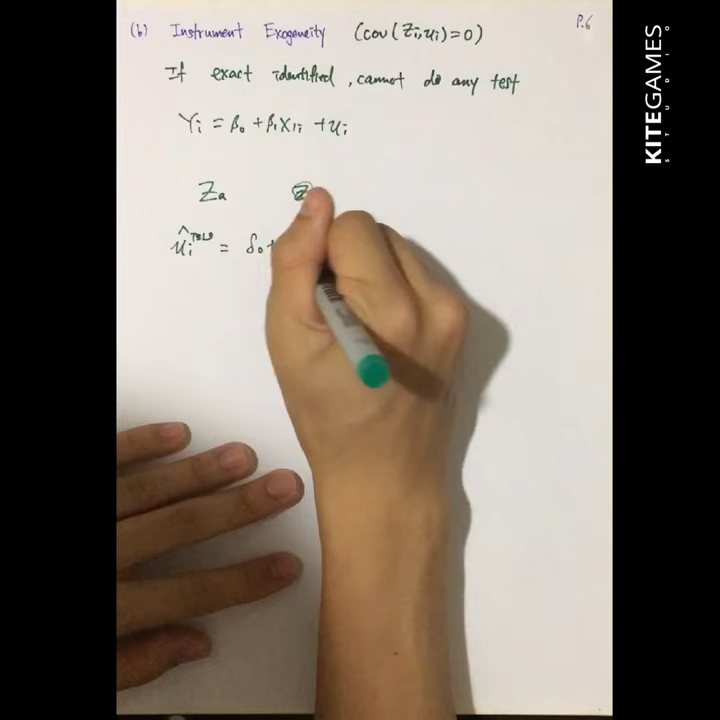 P.6
(b) Instrument Exogeneity (cov(Zi,ui)=0)
If exact identified, cannot do any test
Yi = β0 + β1X1i + ui
Za Z
ûi^TSLS = δ0+
KITEGAMES
STUDIO